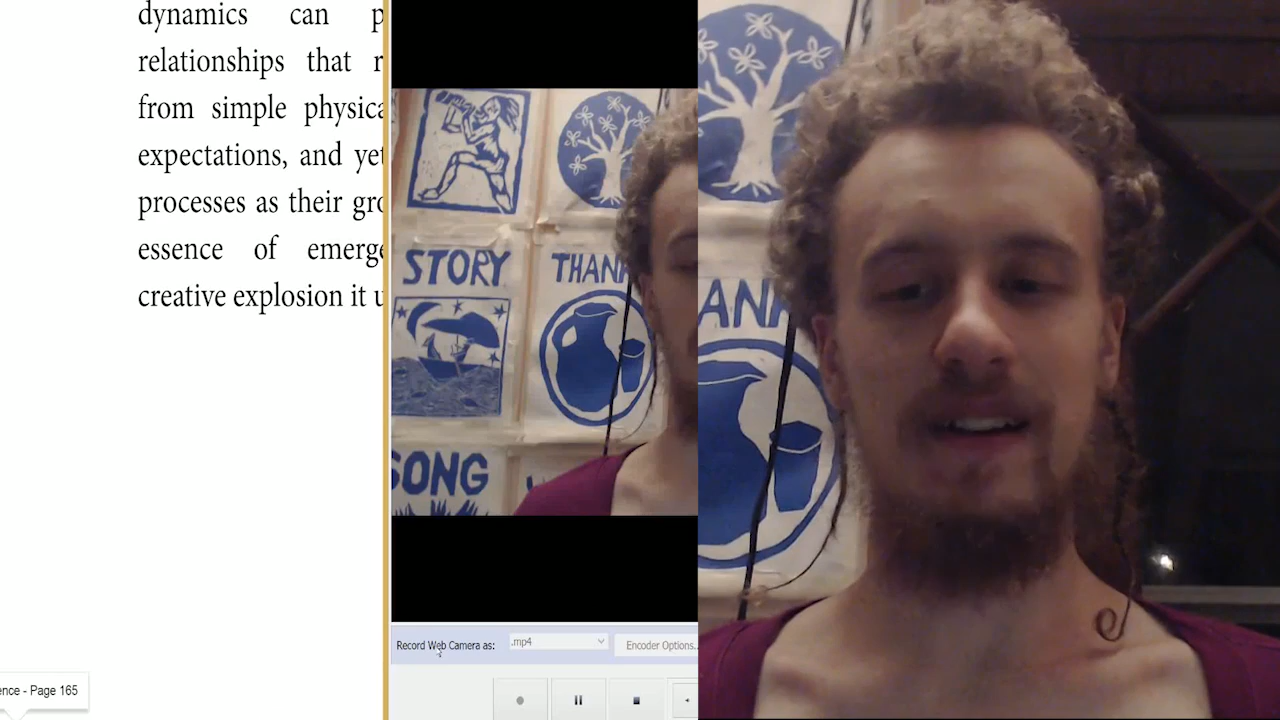 dynamics can p
relationships that r
from simple physica
expectations, and yet
processes as their gro
essence of emerge
creative explosion it u
ence - Page 165
STORY
THANK
SONG
ANK
Record Web Camera as:
.mp4
Encoder Options..